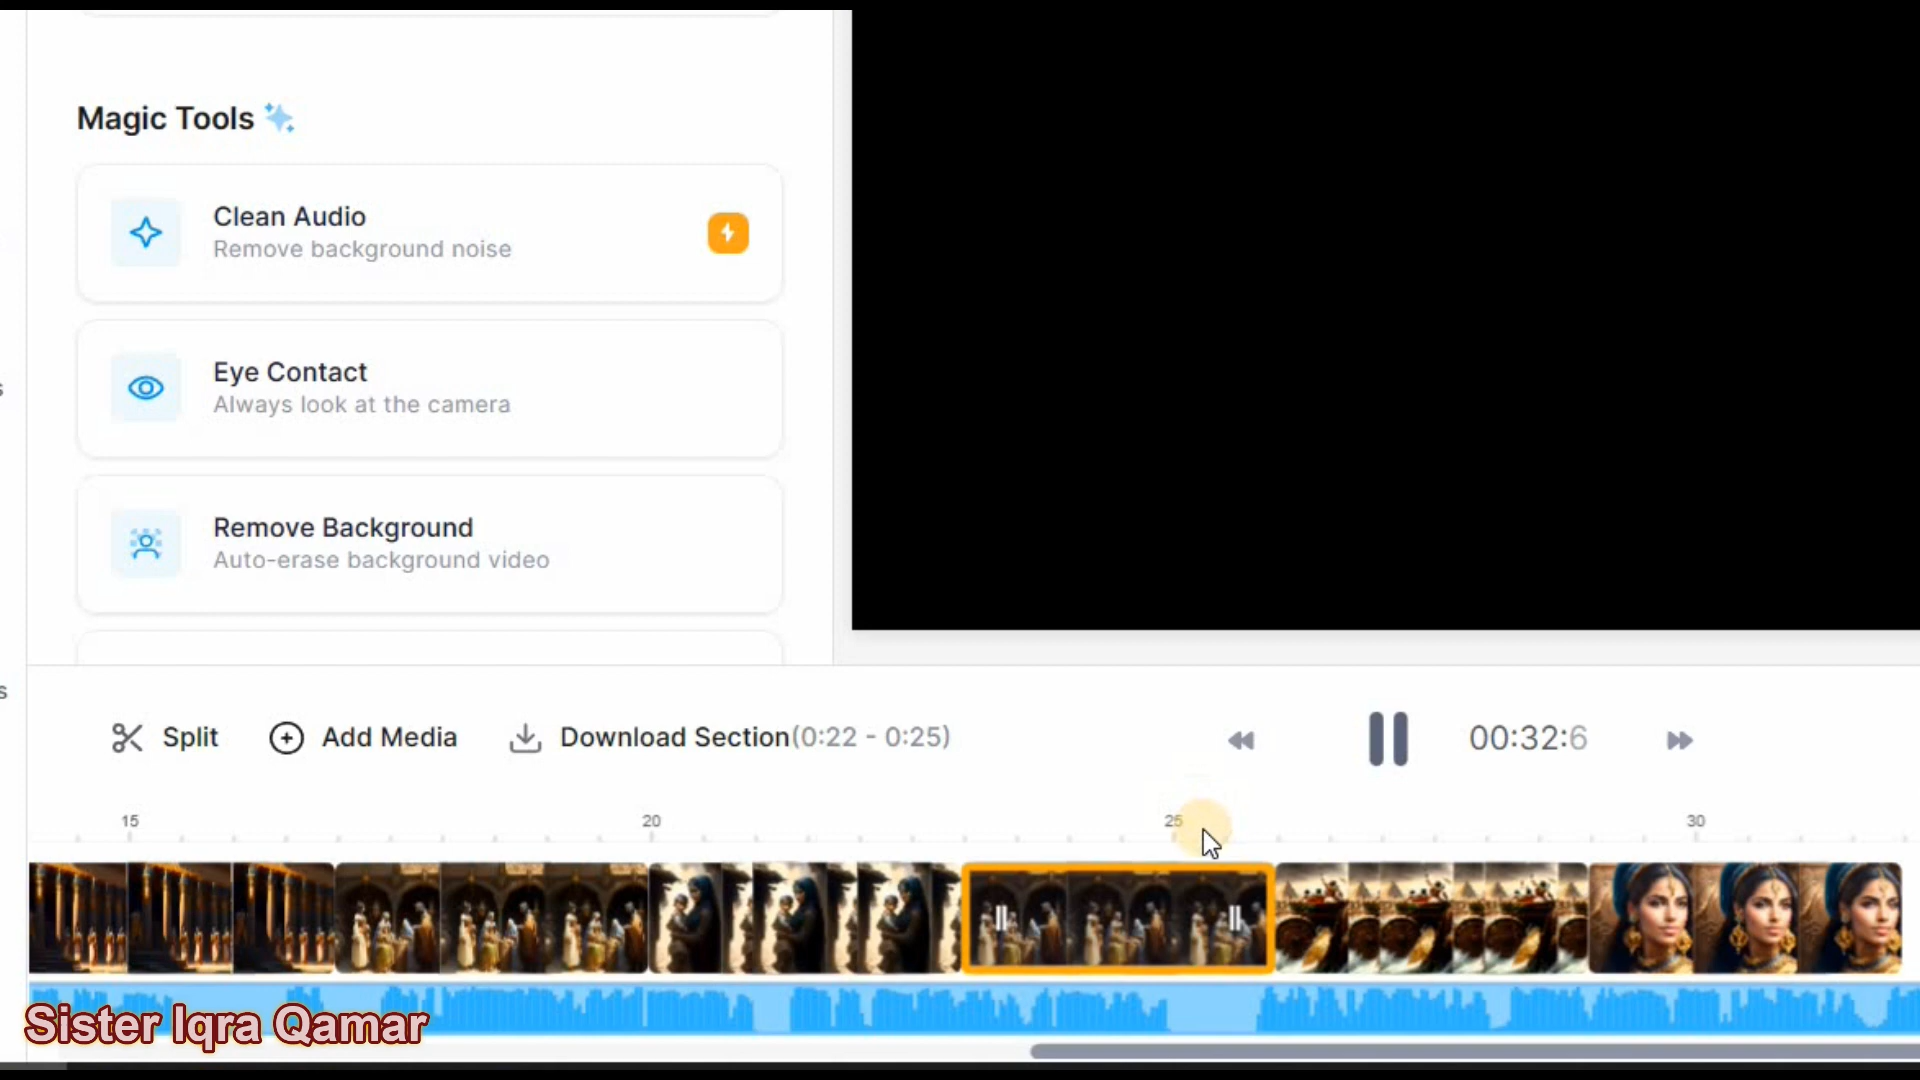 Magic Tools
Clean Audio
Remove background noise
Eye Contact
Always look at the camera
s
Remove Background
Auto-erase background video
s
Split
Add Media
Download Section(0:22 - 0:25)
00:32:6
15
20
25
30
Sister Iqra Qamar